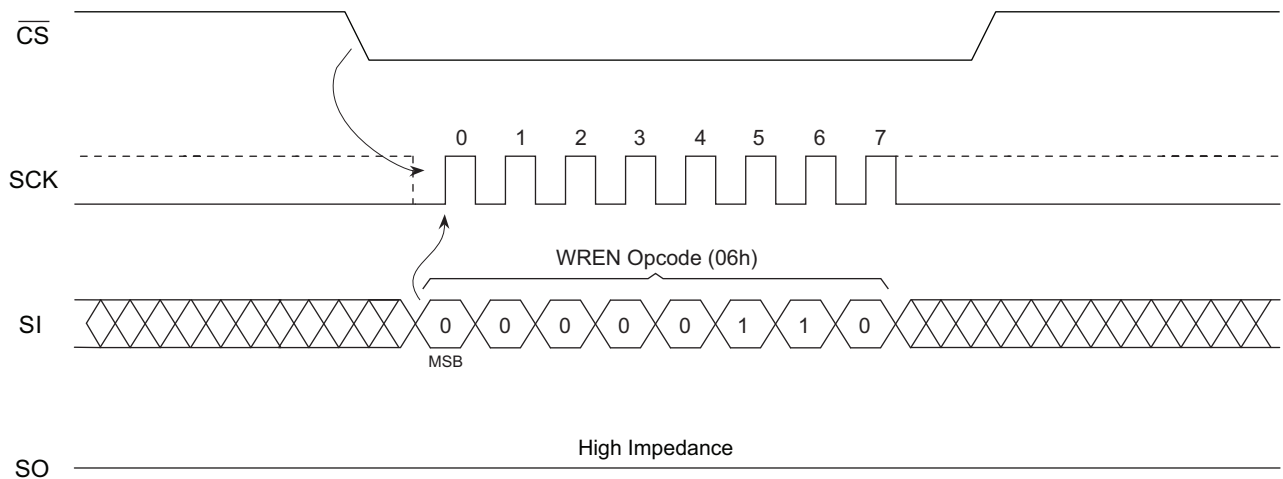 CS
0 1 2 3 4 5 6 7
SCK
WREN Opcode (06h)
SI
0 0 0 0 0 1 1 0
MSB
High Impedance
SO